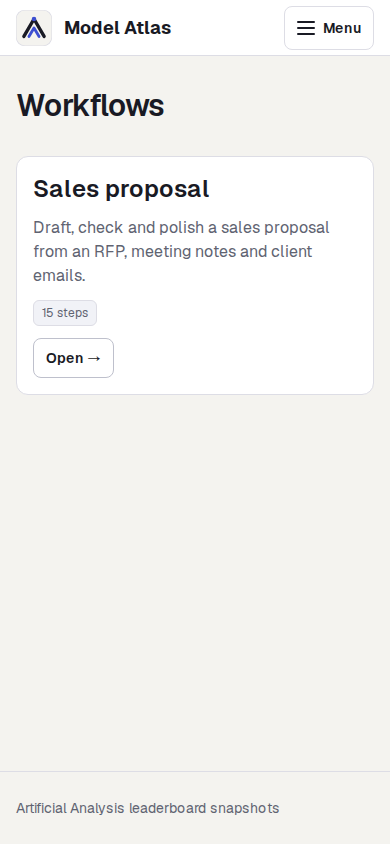 Model Atlas
Menu
Workflows
Sales proposal
Draft, check and polish a sales proposal
from an RFP, meeting notes and client
emails.
15 steps
Open →
Artificial Analysis leaderboard snapshots